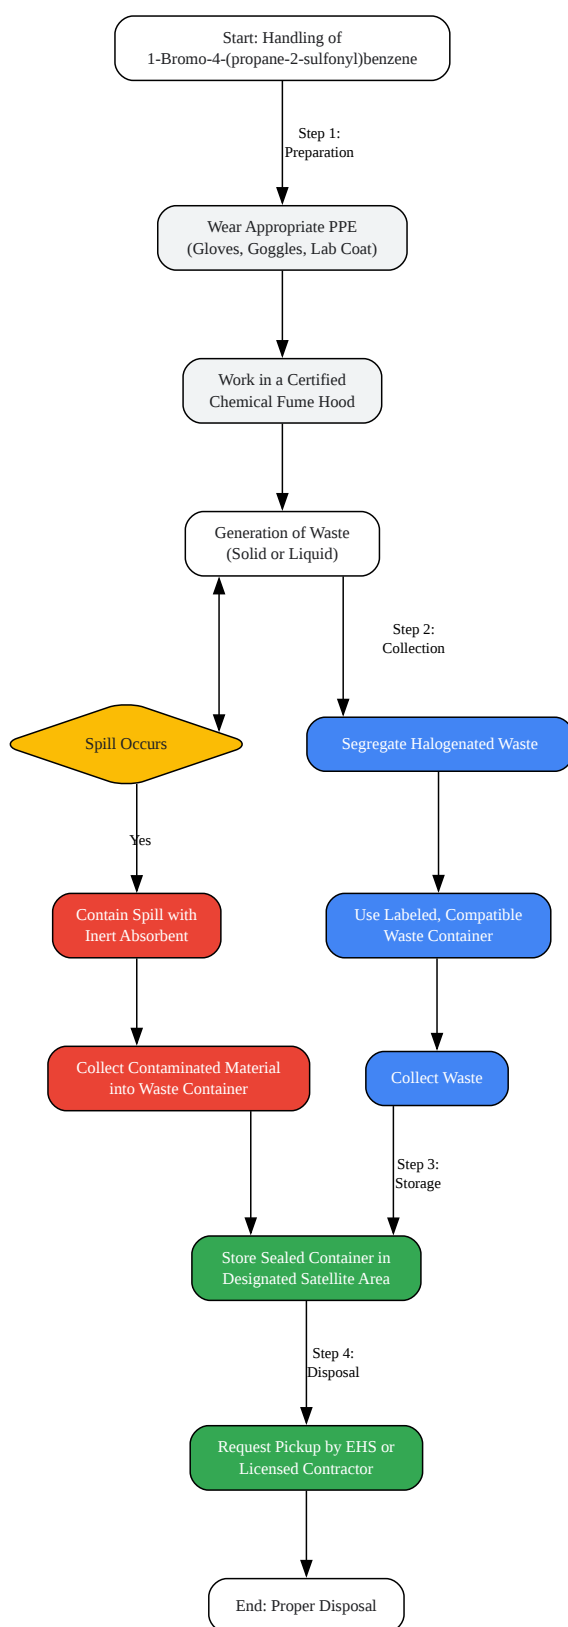 Start: Handling of
1-Bromo-4-(propane-2-sulfonyl)benzene
Step 1:
Preparation
Wear Appropriate PPE
(Gloves, Goggles, Lab Coat)
Work in a Certified
Chemical Fume Hood
Generation of Waste
(Solid or Liquid)
Step 2:
Collection
Spill Occurs
Segregate Halogenated Waste
Yes
Contain Spill with
Inert Absorbent
Use Labeled, Compatible
Waste Container
Collect Contaminated Material
into Waste Container
Collect Waste
Step 3:
Storage
Store Sealed Container in
Designated Satellite Area
Step 4:
Disposal
Request Pickup by EHS or
Licensed Contractor
End: Proper Disposal